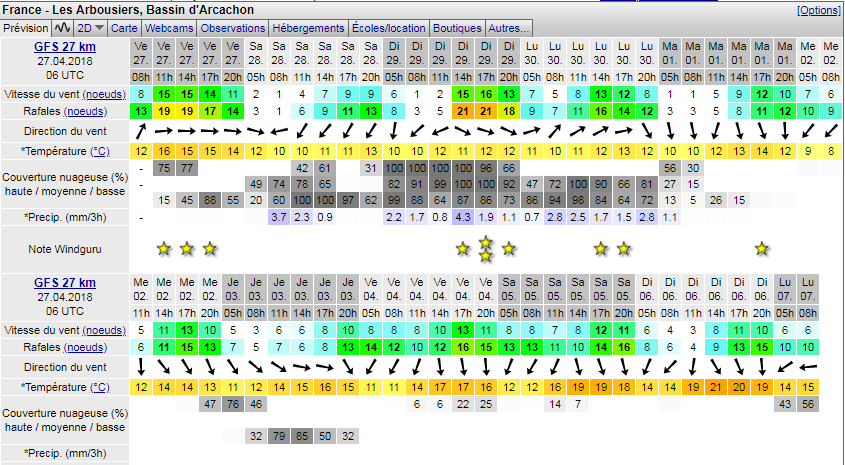 France - Les Arbousiers, Bassin d'Arcachon [Options]
Prévision 2D Carte Webcams Observations Hébergements Écoles/location Boutiques Autres...
GFS 27 km Ve Ve Ve Ve Ve Sa Sa Sa Sa Sa Sa Di Di Di Di Di Di Lu Lu Lu Lu Lu Lu Ma Ma Ma Ma Ma Ma Me Me
27.04.2018 27. 27. 27. 27. 27. 28. 28. 28. 28. 28. 28. 29. 29. 29. 29. 29. 29. 30. 30. 30. 30. 30. 30. 01. 01. 01. 01. 01. 01. 02. 02.
06 UTC 08h 11h 14h 17h 20h 05h 08h 11h 14h 17h 20h 05h 08h 11h 14h 17h 20h 05h 08h 11h 14h 17h 20h 05h 08h 11h 14h 17h 20h 05h 08h
Vitesse du vent (noeuds) 8 15 15 14 11 2 1 4 7 9 9 6 1 2 15 16 13 7 5 8 13 12 8 1 1 5 9 12 10 7 6
Rafales (noeuds) 13 19 19 17 14 3 1 6 9 11 13 8 3 5 21 21 18 9 7 11 16 14 12 3 3 5 8 11 12 10 9
Direction du vent
*Température (°C) 12 16 15 15 14 12 10 10 11 11 13 10 12 10 11 12 12 11 10 12 13 12 10 10 10 12 13 14 12 9 8
Couverture nuageuse (%) - 75 77 42 61 31 100 100 100 100 96 66 56 30
haute / moyenne / basse 49 74 78 65 82 91 99 100 100 92 47 72 100 90 66 81 27 15
15 45 88 55 20 60 100 100 97 62 99 88 64 87 87 86 86 94 98 84 64 72 13 5 26 15
*Precip. (mm/3h) - 3.7 2.3 0.9 2.2 1.7 0.8 4.3 1.9 1.1 0.7 2.8 2.5 1.7 1.5 2.8 1.1
Note Windguru
GFS 27 km Me Me Me Me Je Je Je Je Je Je Ve Ve Ve Ve Ve Ve Sa Sa Sa Sa Sa Sa Di Di Di Di Di Di Lu Lu
27.04.2018 02. 02. 02. 02. 03. 03. 03. 03. 03. 03. 04. 04. 04. 04. 04. 04. 05. 05. 05. 05. 05. 05. 06. 06. 06. 06. 06. 06. 07. 07.
06 UTC 11h 14h 17h 20h 05h 08h 11h 14h 17h 20h 05h 08h 11h 14h 17h 20h 05h 08h 11h 14h 17h 20h 05h 08h 11h 14h 17h 20h 05h 08h
Vitesse du vent (noeuds) 5 11 13 10 5 3 6 6 8 10 8 8 8 10 13 11 8 8 7 8 12 11 6 4 3 8 11 10 6 6
Rafales (noeuds) 6 11 15 13 7 5 7 6 8 13 14 12 10 12 16 15 13 13 11 10 14 16 8 6 4 9 13 15 10 10
Direction du vent
*Température (°C) 12 14 14 13 11 12 14 15 16 15 11 11 14 17 17 16 12 12 16 19 19 18 14 14 19 21 20 19 14 15
Couverture nuageuse (%) 47 76 46 6 6 22 25 14 7 43 56
haute / moyenne / basse
32 79 85 50 32
*Precip. (mm/3h)